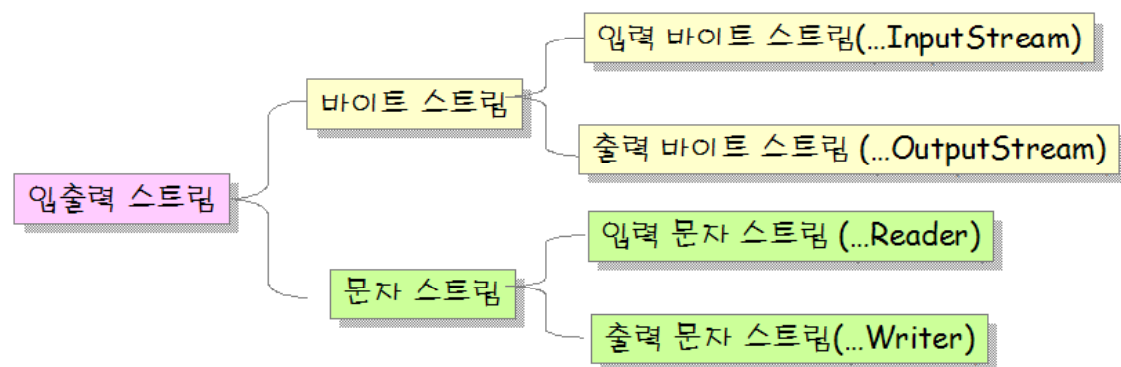 입력 바이트 스트림(...InputStream)
바이트 스트림
출력 바이트 스트림 (...OutputStream)
입출력 스트림
입력 문자 스트림 (...Reader)
문자 스트림
출력 문자 스트림(...Writer)